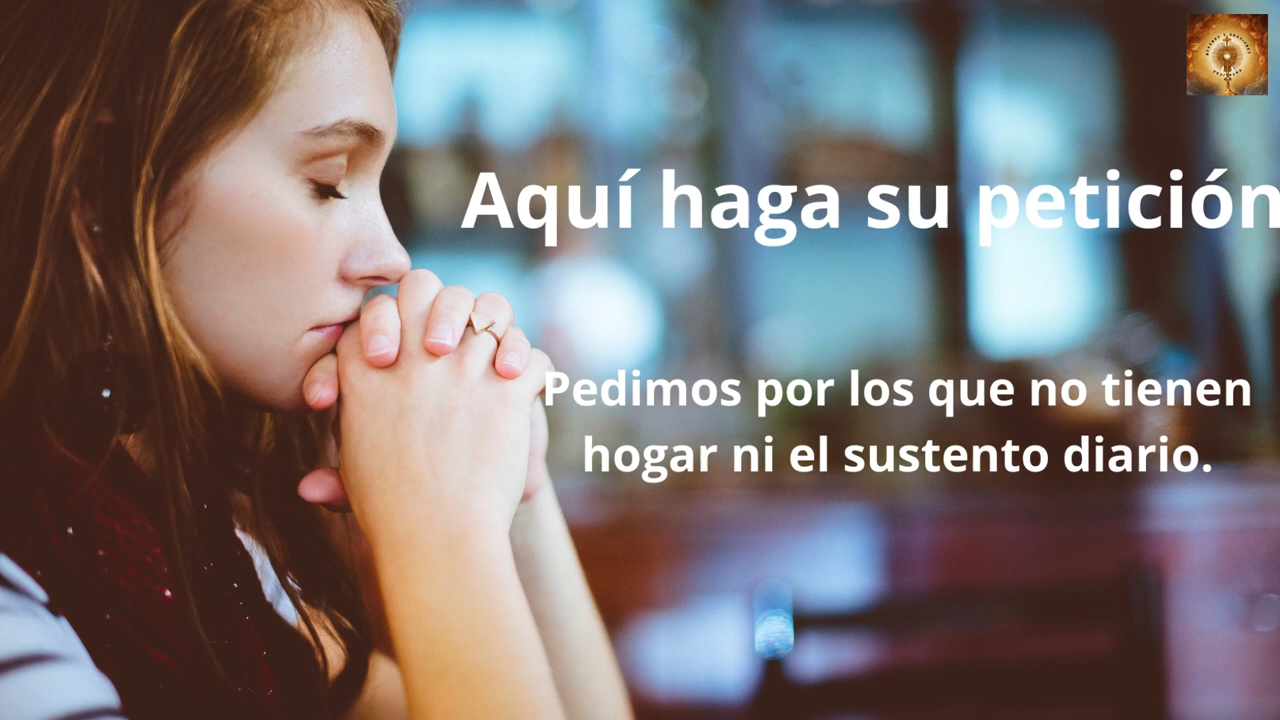 Aquí haga su petición
Pedimos por los que no tienen
hogar ni el sustento diario.